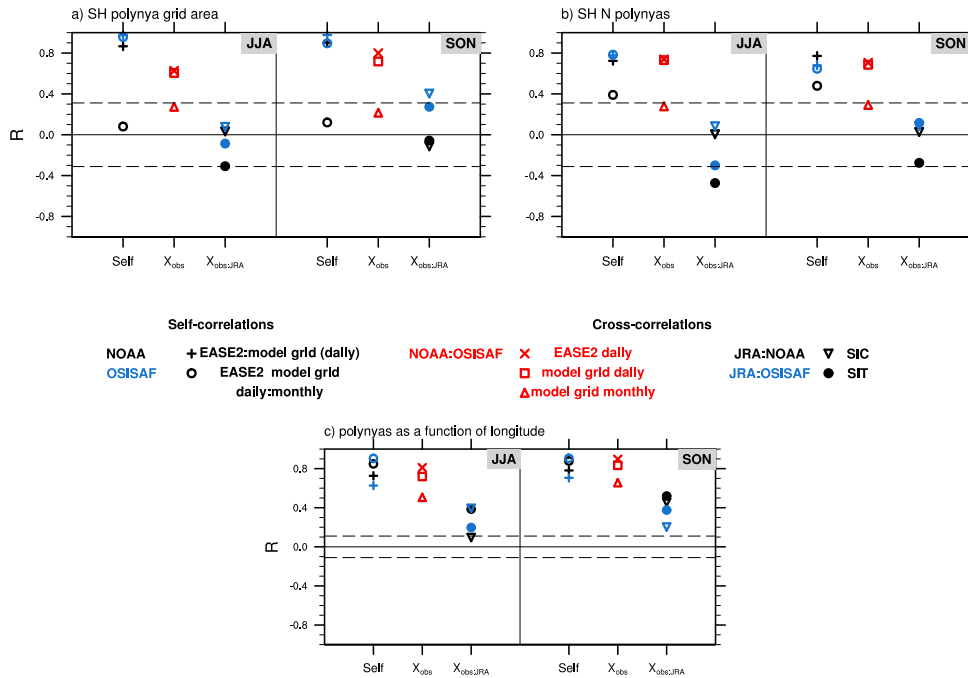 a) SH polynya grid area
JJA
SON
0.8
0.4
0.0
-0.4
-0.8
R
Self
Xobs
Xobs:JRA
Self
Xobs
Xobs:JRA
b) SH N polynyas
JJA
SON
0.8
0.4
0.0
-0.4
-0.8
Self
Xobs
Xobs:JRA
Self
Xobs
Xobs:JRA
Self-correlations
Cross-correlations
NOAA
EASE2:model grid (daily)
NOAA:OSISAF
EASE2 daily
JRA:NOAA
SIC
OSISAF
EASE2 model grid
model grid daily
JRA:OSISAF
SIT
daily:monthly
model grid monthly
c) polynyas as a function of longitude
JJA
SON
0.8
0.4
0.0
-0.4
-0.8
R
Self
Xobs
Xobs:JRA
Self
Xobs
Xobs:JRA